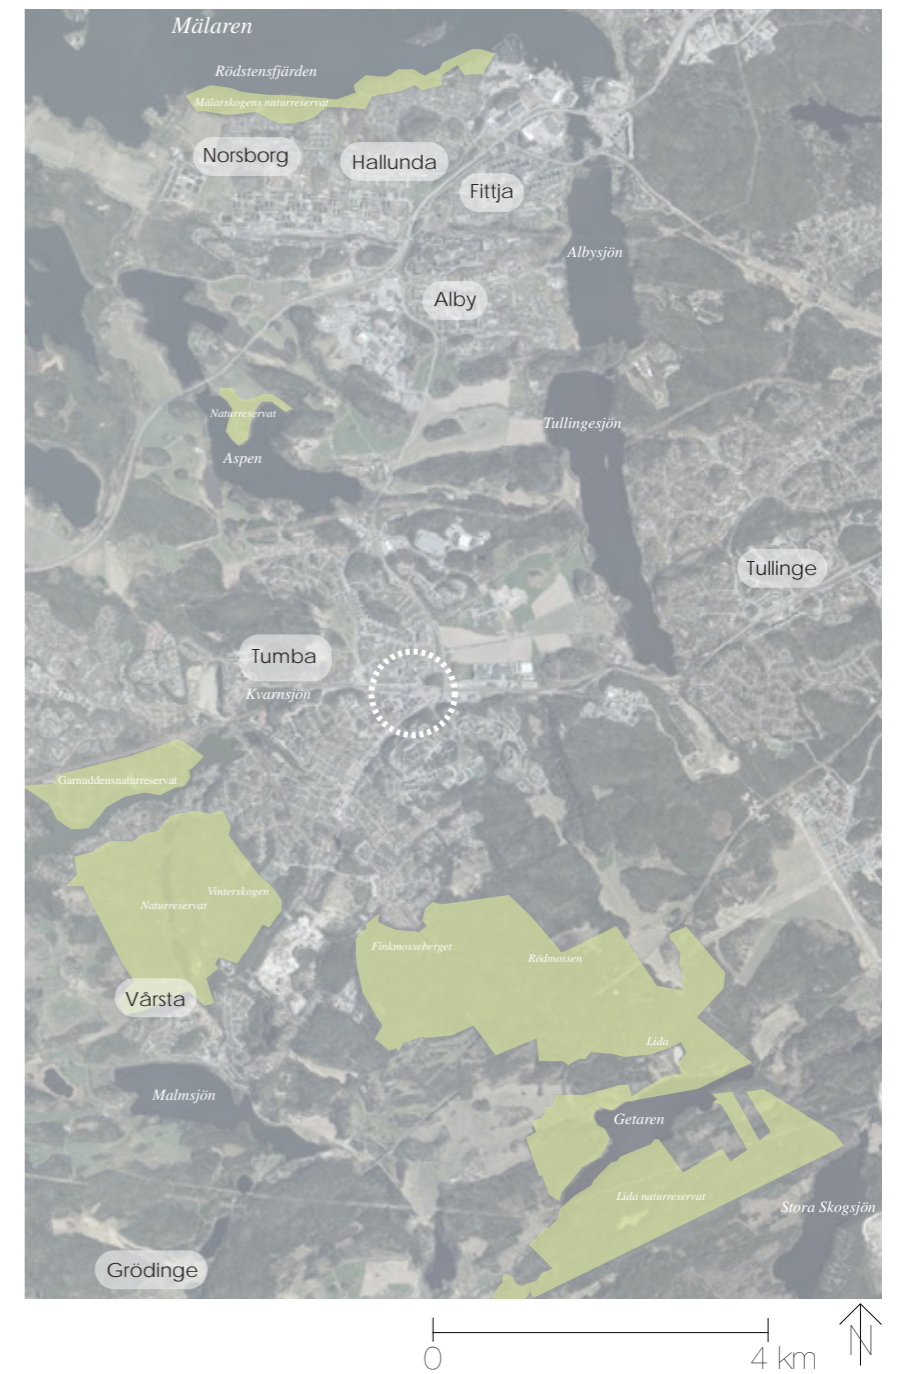 Mälaren
Rödstensfjärden
Mälarskogens naturreservat
Norsborg
Hallunda
Fittja
Albysjön
Alby
Naturreservat
Tullingesjön
Aspen
Tullinge
Tumba
Kvarnsjön
Garnuddensnaturreservat
Vinterskogen
Naturreservat
Finkmosseberget
Rödmossen
Vårsta
Lida
Malmsjön
Getaren
Lida naturreservat
Stora Skogsjön
Grödinge
0
4 km
N